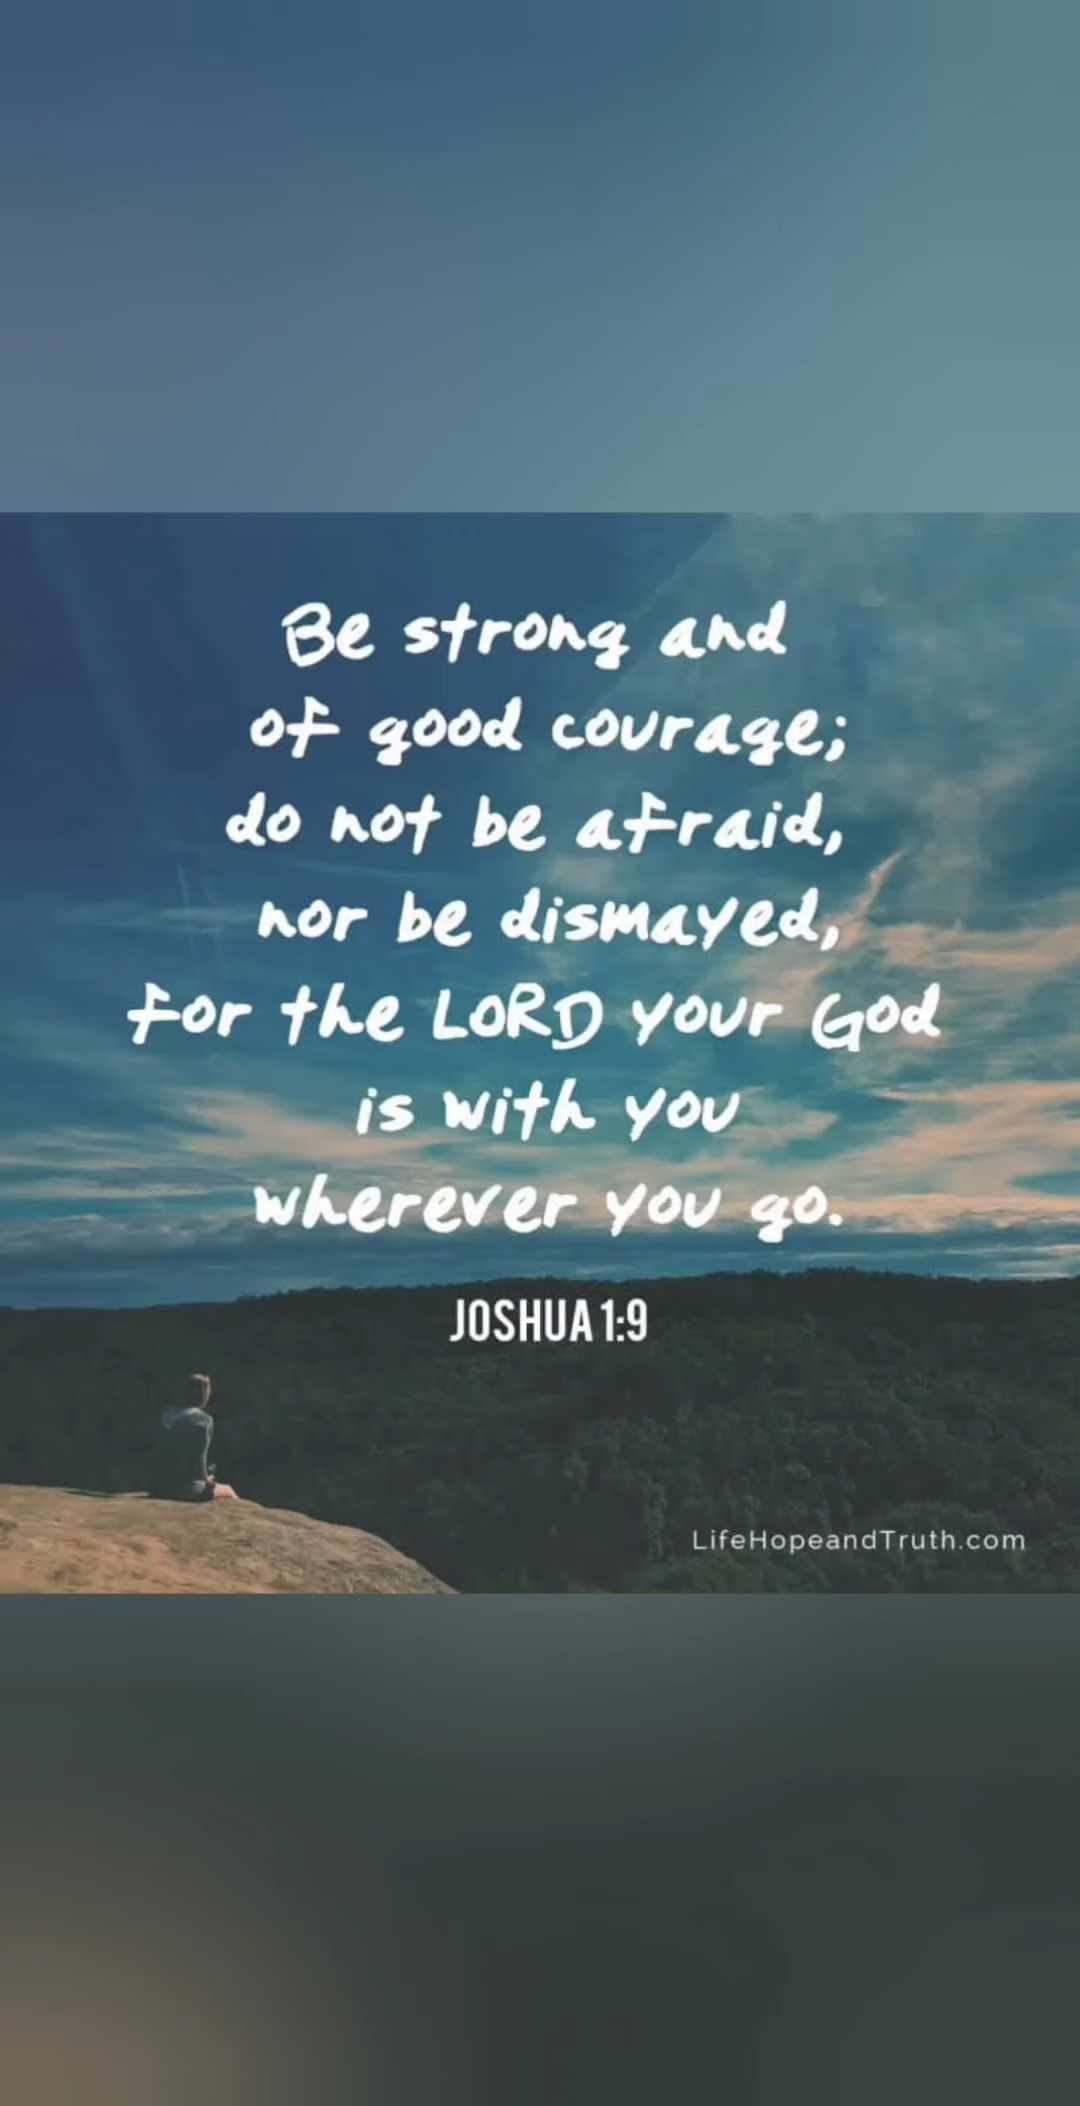 Be strong and
of good courage;
do not be afraid,
nor be dismayed,
for the LORD your God
is with you
wherever you go.
JOSHUA 1:9
LifeHopeandTruth.com